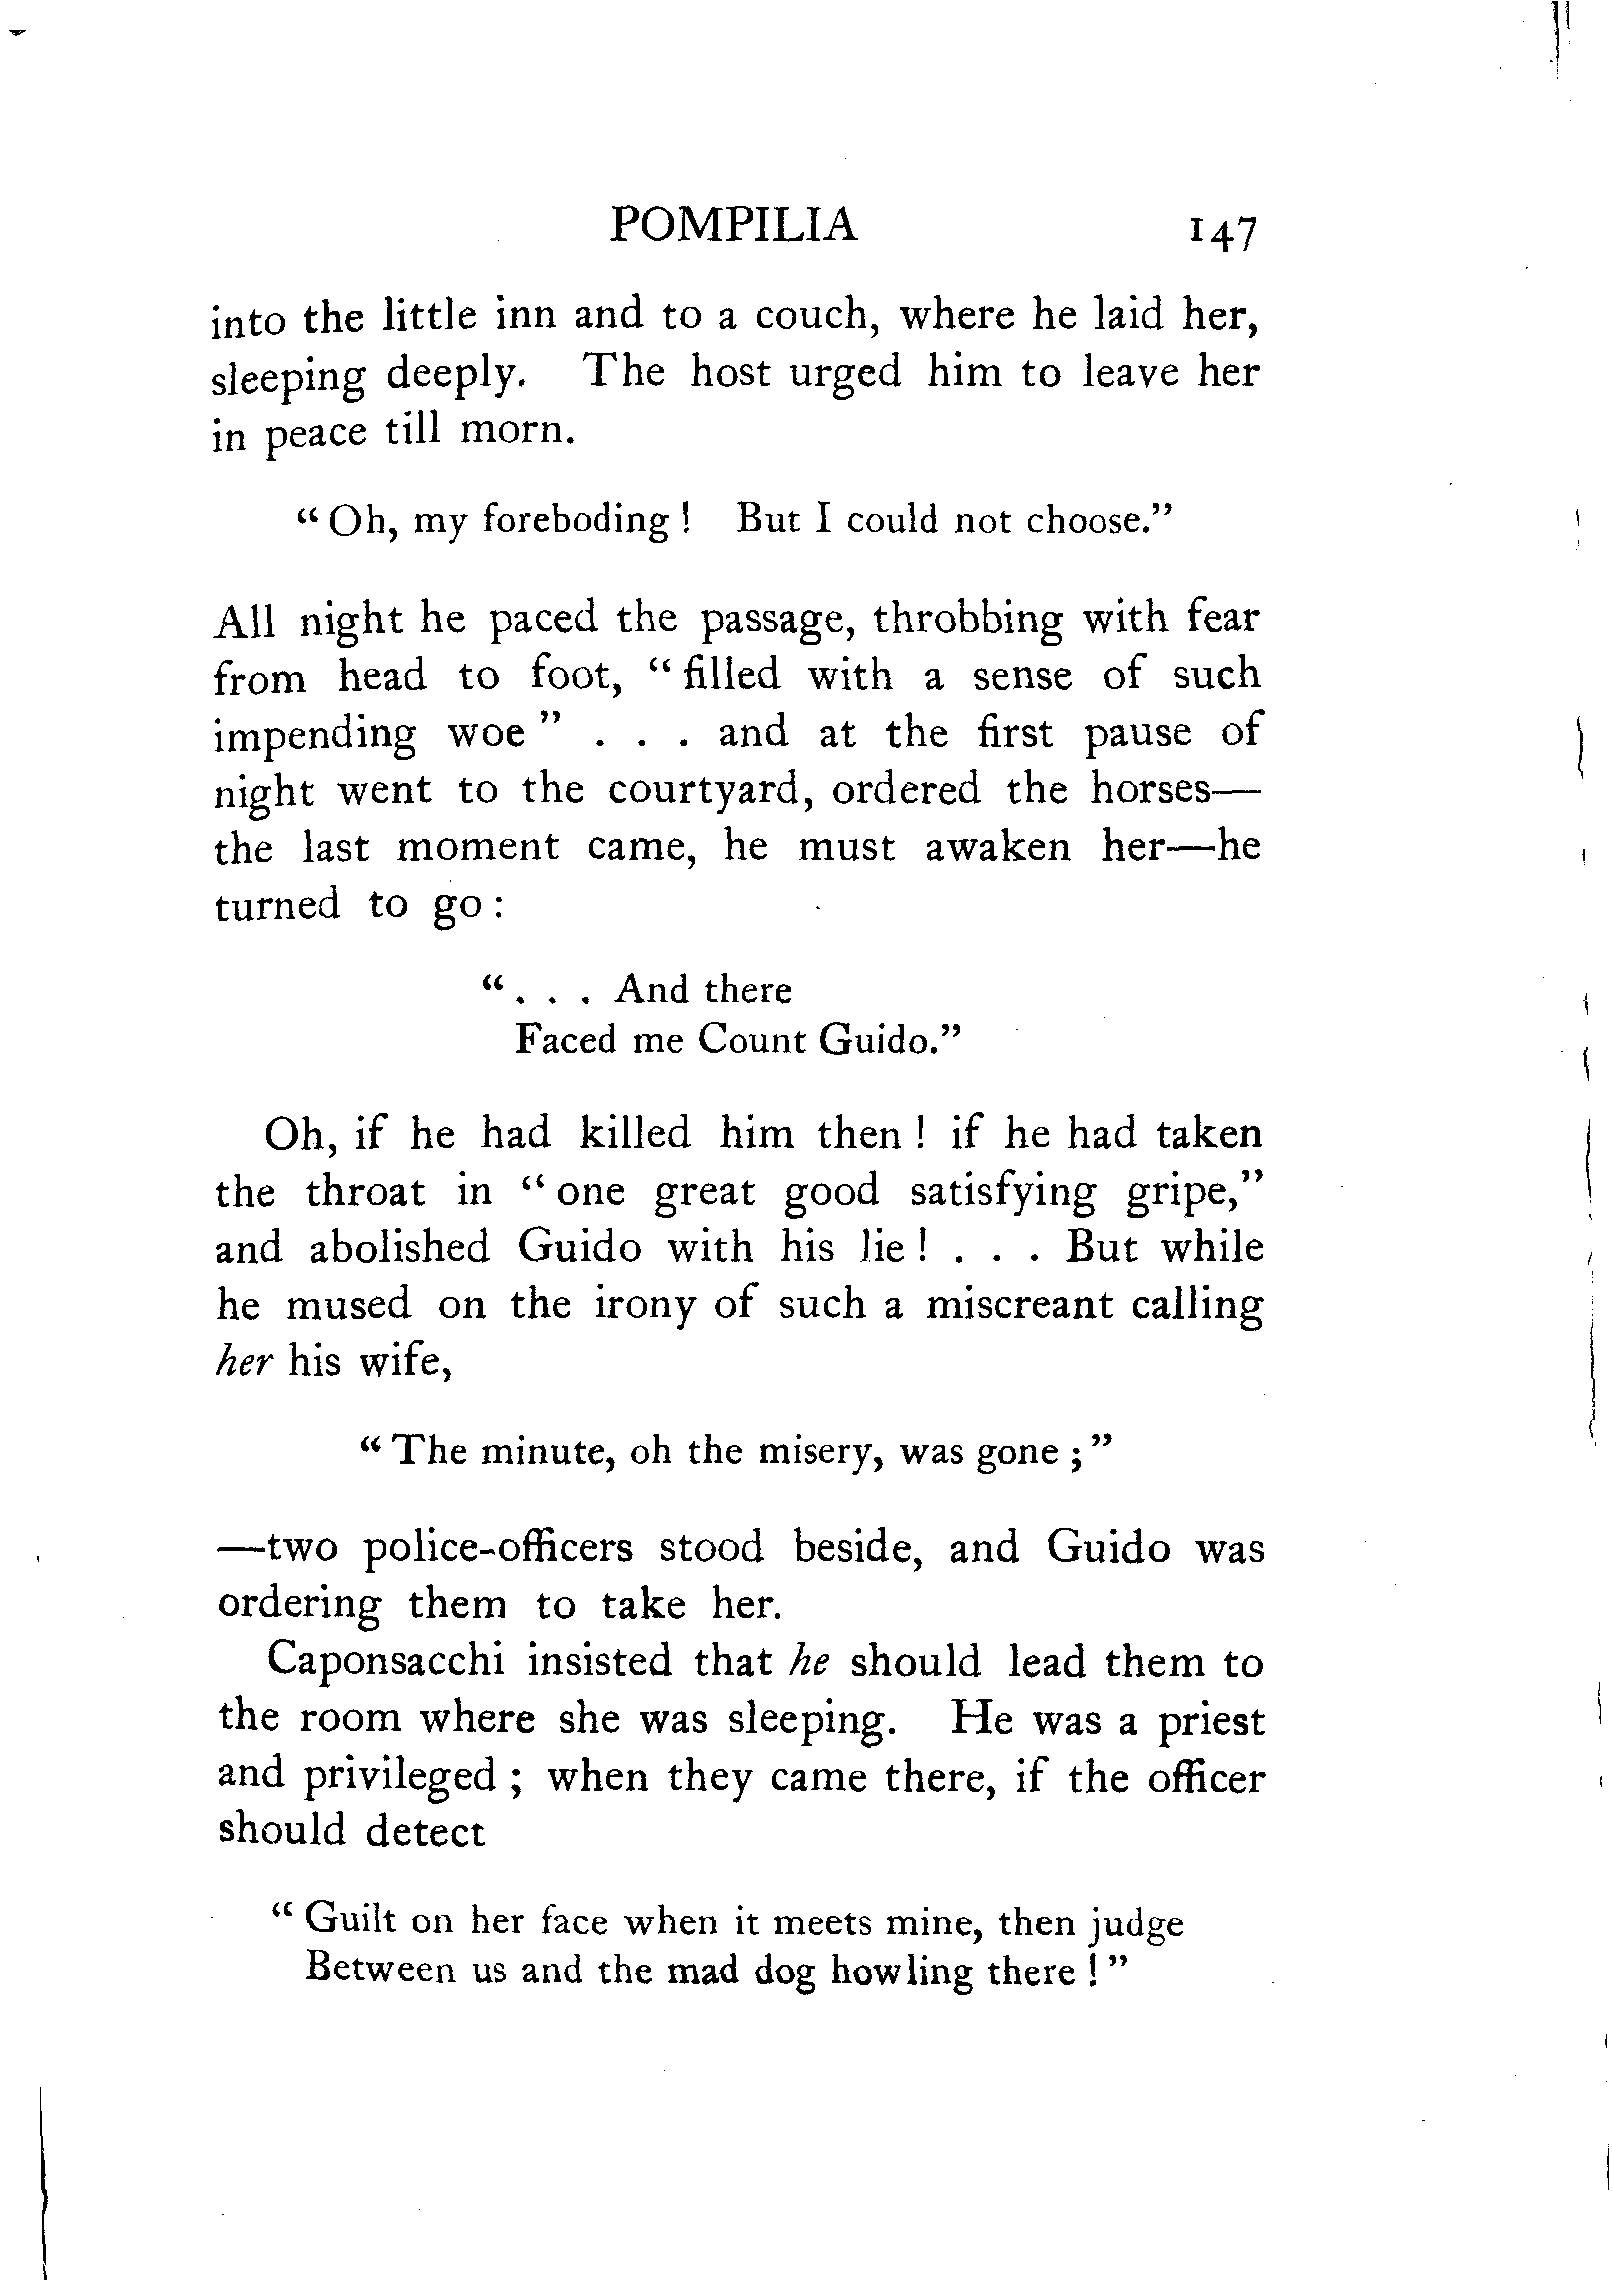 POMPILIA 147
into the little inn and to a couch, where he laid her,
sleeping deeply. The host urged him to leave her
in peace till morn.
“Oh, my foreboding! But I could not choose.”
All night he paced the passage, throbbing with fear
from head to foot, “filled with a sense of such
impending woe” . . . and at the first pause of
night went to the courtyard, ordered the horses—
the last moment came, he must awaken her—he
turned to go:
“. . . And there
Faced me Count Guido.”
Oh, if he had killed him then! if he had taken
the throat in “one great good satisfying gripe,”
and abolished Guido with his lie! . . . But while
he mused on the irony of such a miscreant calling
her his wife,
“The minute, oh the misery, was gone;”
—two police-officers stood beside, and Guido was
ordering them to take her.
Caponsacchi insisted that he should lead them to
the room where she was sleeping. He was a priest
and privileged; when they came there, if the officer
should detect
“Guilt on her face when it meets mine, then judge
Between us and the mad dog howling there!”